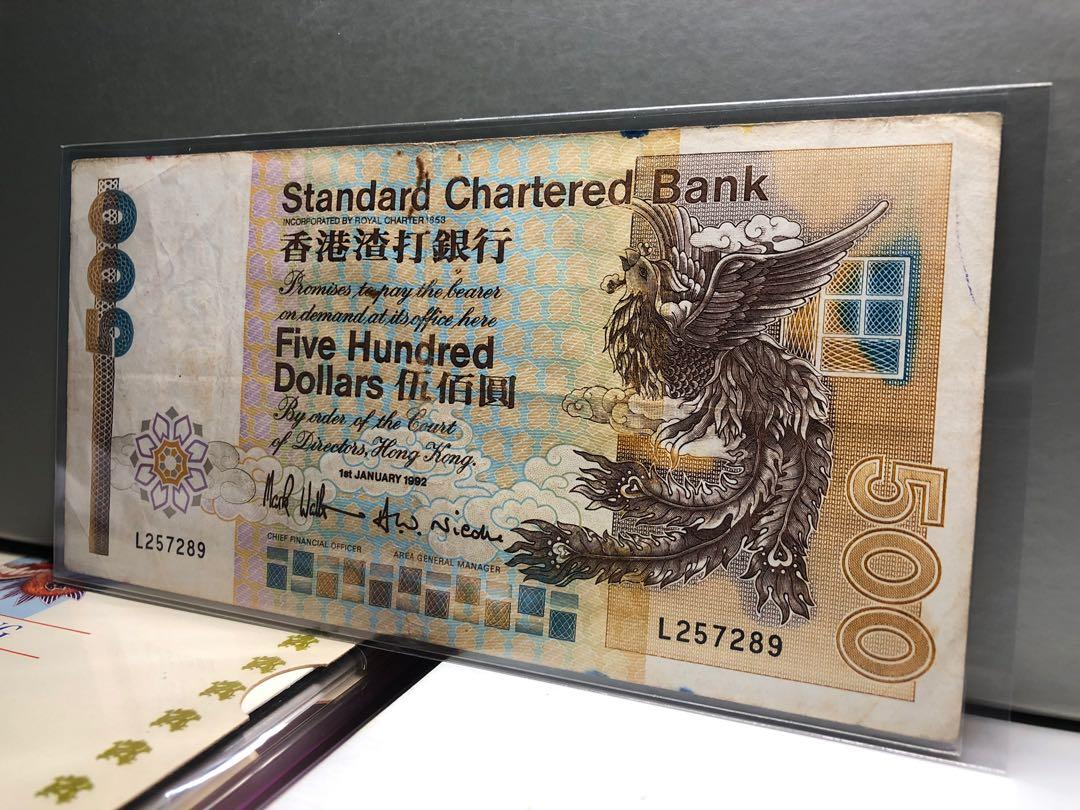 Standard Chartered Bank
INCORPORATED BY ROYAL CHARTER 1853
香港渣打銀行
Promises to pay the bearer
on demand at its office here
Five Hundred
Dollars 伍佰圓
By order of the Court
of Directors, Hong Kong.
1st JANUARY 1992
CHIEF FINANCIAL OFFICER
AREA GENERAL MANAGER
L257289
L257289
500